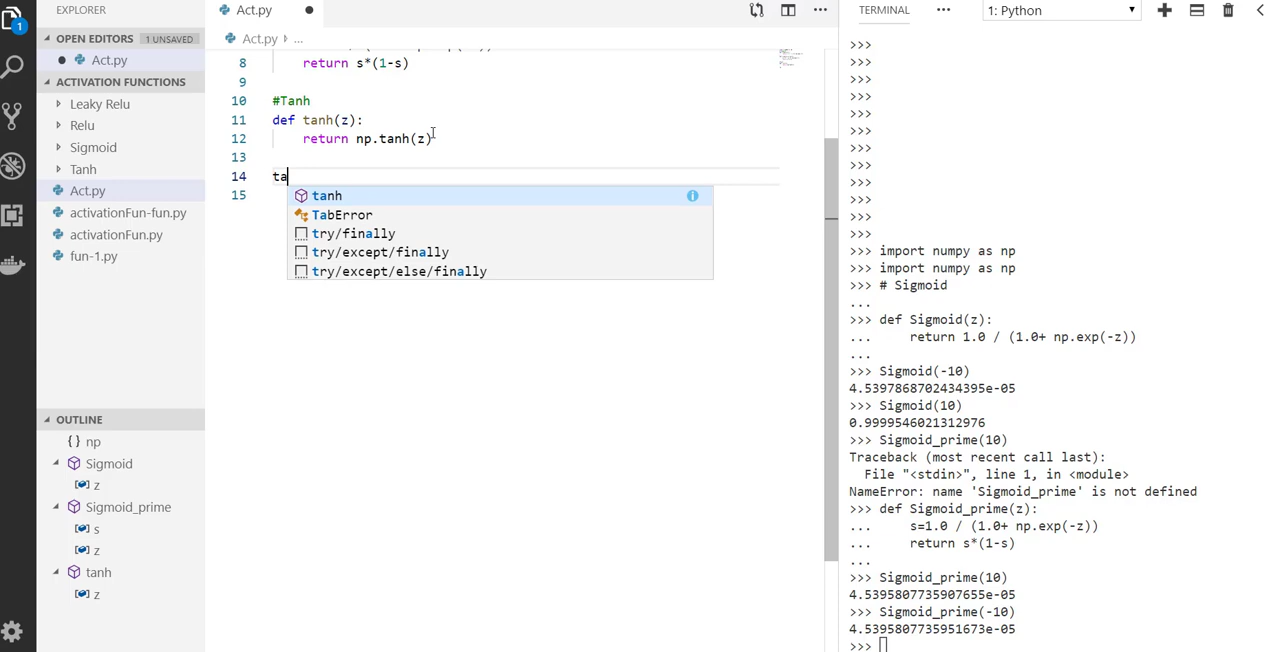 1
EXPLORER
OPEN EDITORS 1 UNSAVED
Act.py
ACTIVATION FUNCTIONS
Leaky Relu
Relu
Sigmoid
Tanh
Act.py
activationFun-fun.py
activationFun.py
fun-1.py
OUTLINE
{} np
Sigmoid
z
Sigmoid_prime
s
z
tanh
z
Act.py
Act.py ...
8 return s*(1-s)
9
10 #Tanh
11 def tanh(z):
12 return np.tanh(z)
13
14 ta
15
tanh
TabError
try/finally
try/except/finally
try/except/else/finally
TERMINAL ... 1: Python
>>>
>>>
>>>
>>>
>>>
>>>
>>>
>>>
>>>
>>>
>>>
>>>
>>> import numpy as np
>>> import numpy as np
>>> # Sigmoid
...
>>> def Sigmoid(z):
... return 1.0 / (1.0+ np.exp(-z))
...
>>> Sigmoid(-10)
4.5397868702434395e-05
>>> Sigmoid(10)
0.9999546021312976
>>> Sigmoid_prime(10)
Traceback (most recent call last):
File "<stdin>", line 1, in <module>
NameError: name 'Sigmoid_prime' is not defined
>>> def Sigmoid_prime(z):
... s=1.0 / (1.0+ np.exp(-z))
... return s*(1-s)
...
>>> Sigmoid_prime(10)
4.5395807735907655e-05
>>> Sigmoid_prime(-10)
4.5395807735951673e-05
>>>